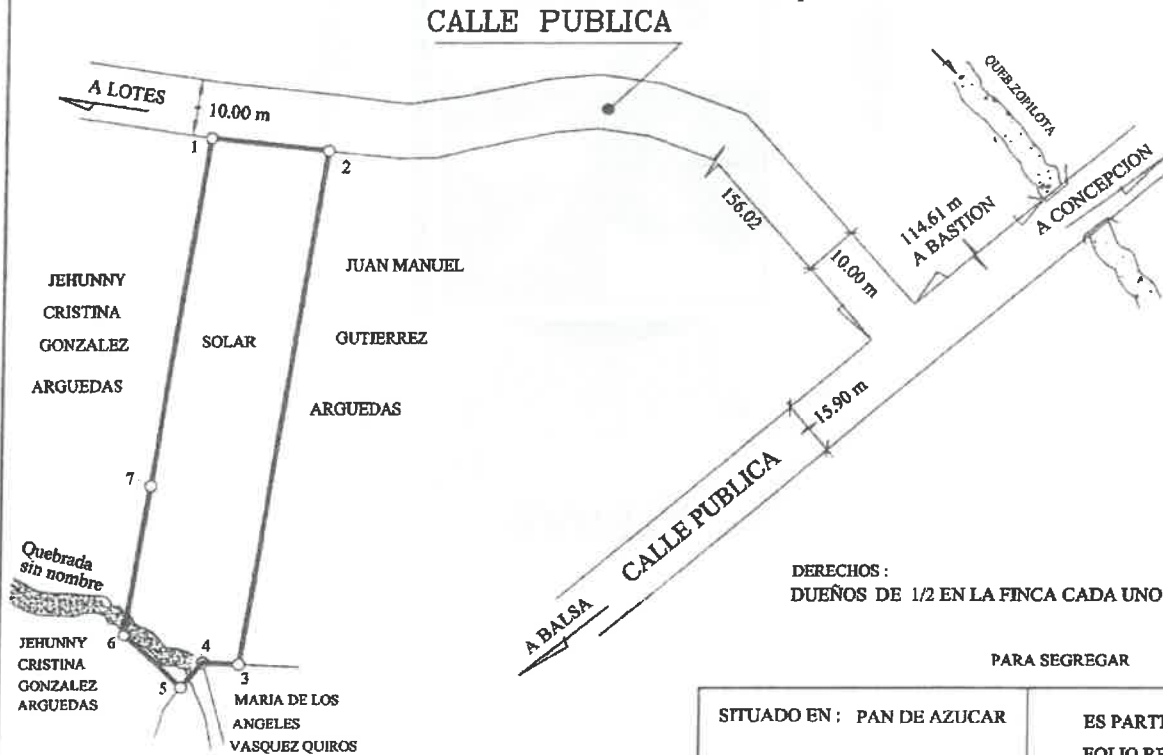 CALLE PUBLICA
A LOTES
10.00 m
1
2
QUEB.ZOPILOTA
156.02
114.61 m
A BASTION
A CONCEPCION
10.00 m
JEHUNNY
CRISTINA
GONZALEZ
ARGUEDAS
SOLAR
JUAN MANUEL
GUTIERREZ
ARGUEDAS
15.90 m
CALLE PUBLICA
A BALSA
7
Quebrada
sin nombre
6
5
4
3
JEHUNNY
CRISTINA
GONZALEZ
ARGUEDAS
MARIA DE LOS
ANGELES
VASQUEZ QUIROS
DERECHOS :
DUEÑOS DE 1/2 EN LA FINCA CADA UNO
PARA SEGREGAR
SITUADO EN : PAN DE AZUCAR
ES PARTE